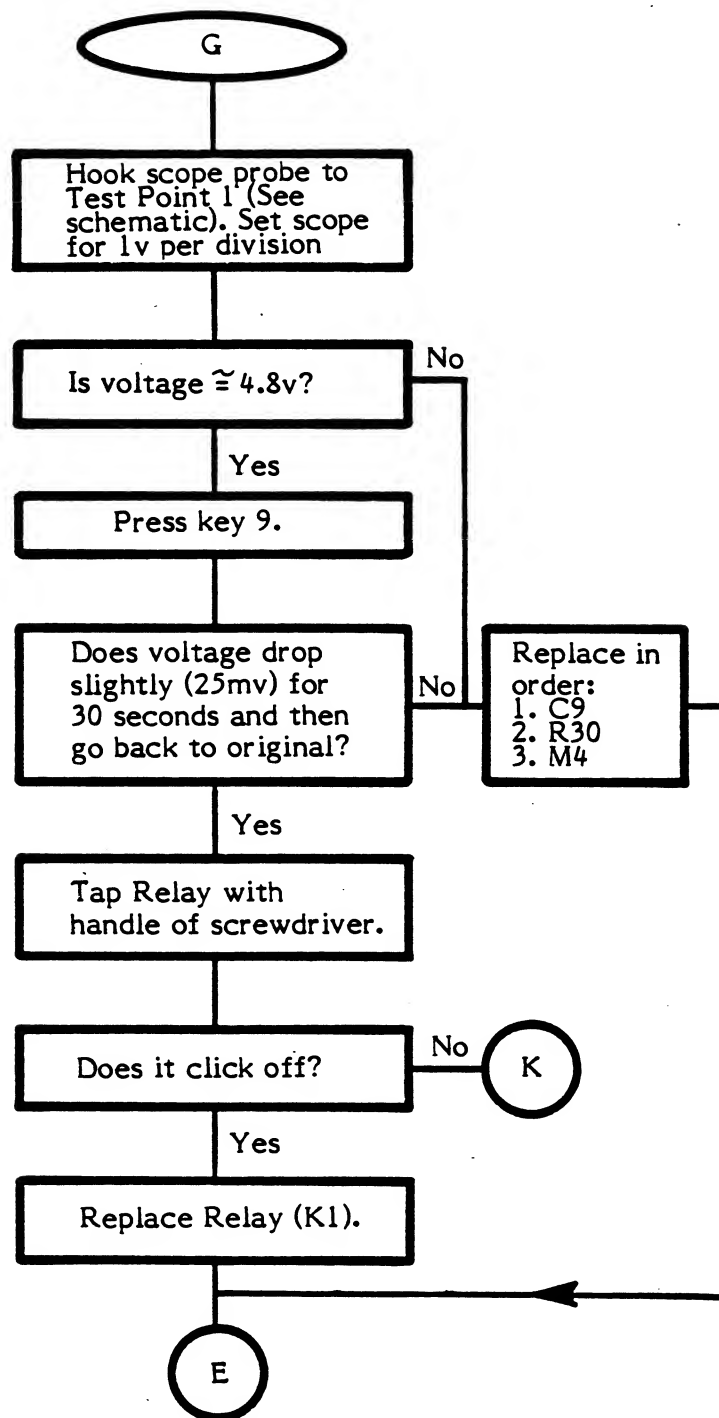 G
Hook scope probe to
Test Point 1 (See
schematic). Set scope
for 1v per division
Is voltage ≅ 4.8v?
No
Yes
Press key 9.
Does voltage drop
slightly (25mv) for
30 seconds and then
go back to original?
No
Replace in
order:
1. C9
2. R30
3. M4
Yes
Tap Relay with
handle of screwdriver.
Does it click off?
No
K
Yes
Replace Relay (K1).
E